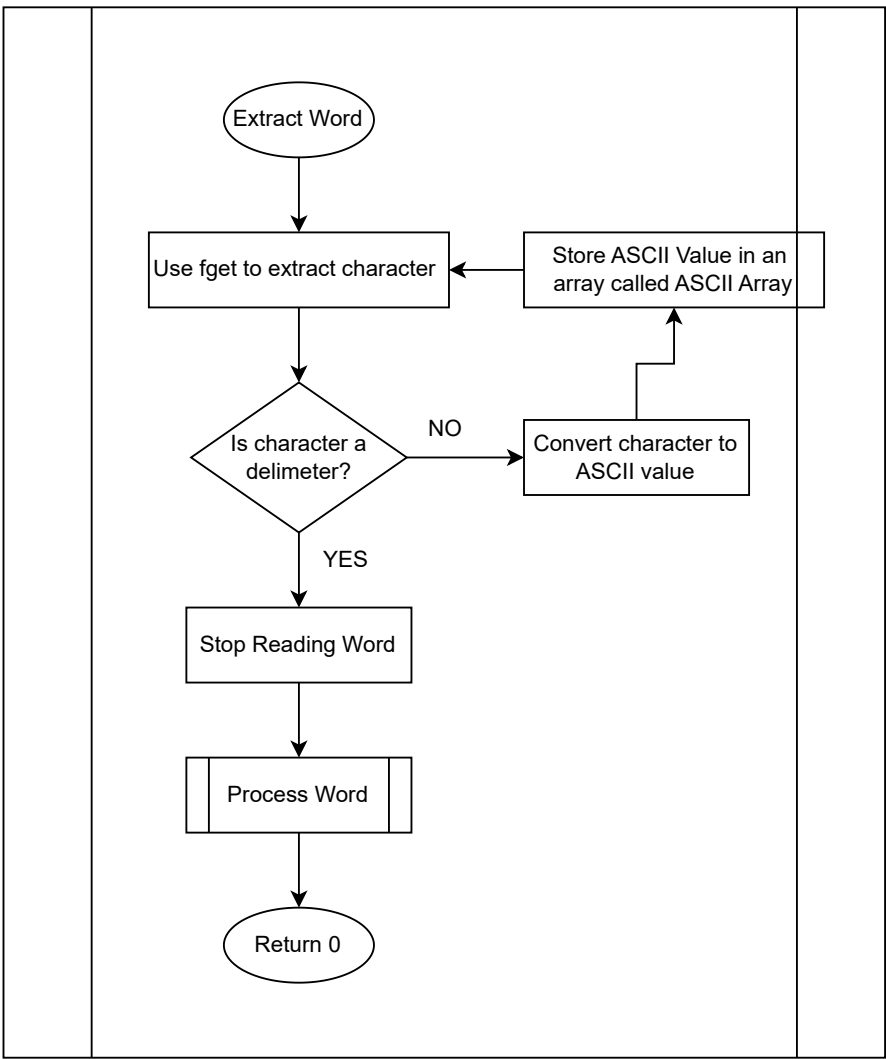 Extract Word
Use fget to extract character
Store ASCII Value in an
array called ASCII Array
Is character a
delimeter?
NO
Convert character to
ASCII value
YES
Stop Reading Word
Process Word
Return 0